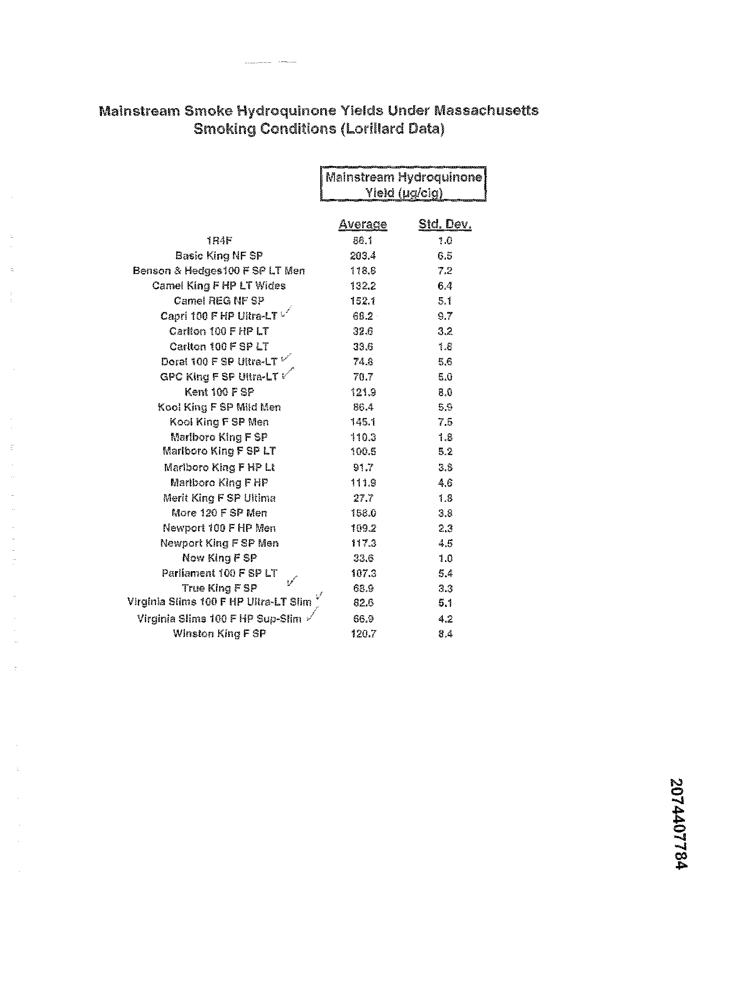 Mainstream Smoke Hydroquinone Yields Under Massachusetts
Smoking Conditions (Lorillard Data)
Mainstream Hydroquinone
Yield (µg/cig)
Average Std. Dev.
1R4F 86.1 1.0
Basic King NF SP 203.4 6.5
Benson & Hedges100 F SP LT Men 118.8 7.2
Camel King F HP LT Wides 132.2 6.4
Camel REG NF SP 152.1 5.1
Capri 100 F HP Ultra-LT ✓ 68.2 9.7
Carlton 100 F HP LT 32.6 3.2
Carlton 100 F SP LT 33.6 1.8
Doral 100 F SP Ultra-LT ✓ 74.8 5.6
GPC King F SP Ultra-LT ✓ 70.7 5.0
Kent 100 F SP 121.9 8.0
Kool King F SP Mild Men 86.4 5.9
Kool King F SP Men 145.1 7.5
Marlboro King F SP 110.3 1.8
Marlboro King F SP LT 100.5 5.2
Marlboro King F HP Lt 91.7 3.8
Marlboro King F HP 111.9 4.6
Merit King F SP Ultima 27.7 1.8
More 120 F SP Men 158.0 3.8
Newport 100 F HP Men 109.2 2.3
Newport King F SP Men 117.3 4.5
Now King F SP 33.6 1.0
Parliament 100 F SP LT 107.3 5.4
True King F SP ✓ 68.9 3.3
Virginia Slims 100 F HP Ultra-LT Slim ✓ 82.6 5.1
Virginia Slims 100 F HP Sup-Slim ✓ 66.9 4.2
Winston King F SP 120.7 8.4
2074407784